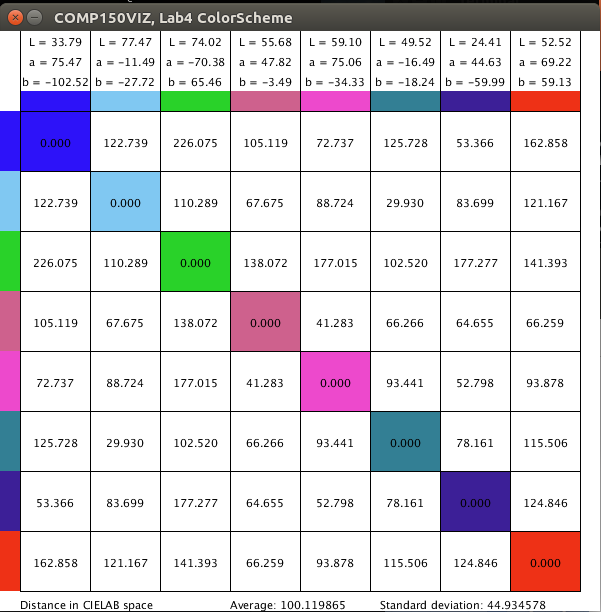 COMP150VIZ, Lab4 ColorScheme
L = 33.79 L = 77.47 L = 74.02 L = 55.68 L = 59.10 L = 49.52 L = 24.41 L = 52.52
a = 75.47 a = −11.49 a = −70.38 a = 47.82 a = 75.06 a = −16.49 a = 44.63 a = 69.22
b = −102.52 b = −27.72 b = 65.46 b = −3.49 b = −34.33 b = −18.24 b = −59.99 b = 59.13
0.000 122.739 226.075 105.119 72.737 125.728 53.366 162.858
122.739 0.000 110.289 67.675 88.724 29.930 83.699 121.167
226.075 110.289 0.000 138.072 177.015 102.520 177.277 141.393
105.119 67.675 138.072 0.000 41.283 66.266 64.655 66.259
72.737 88.724 177.015 41.283 0.000 93.441 52.798 93.878
125.728 29.930 102.520 66.266 93.441 0.000 78.161 115.506
53.366 83.699 177.277 64.655 52.798 78.161 0.000 124.846
162.858 121.167 141.393 66.259 93.878 115.506 124.846 0.000
Distance in CIELAB space Average: 100.119865 Standard deviation: 44.934578